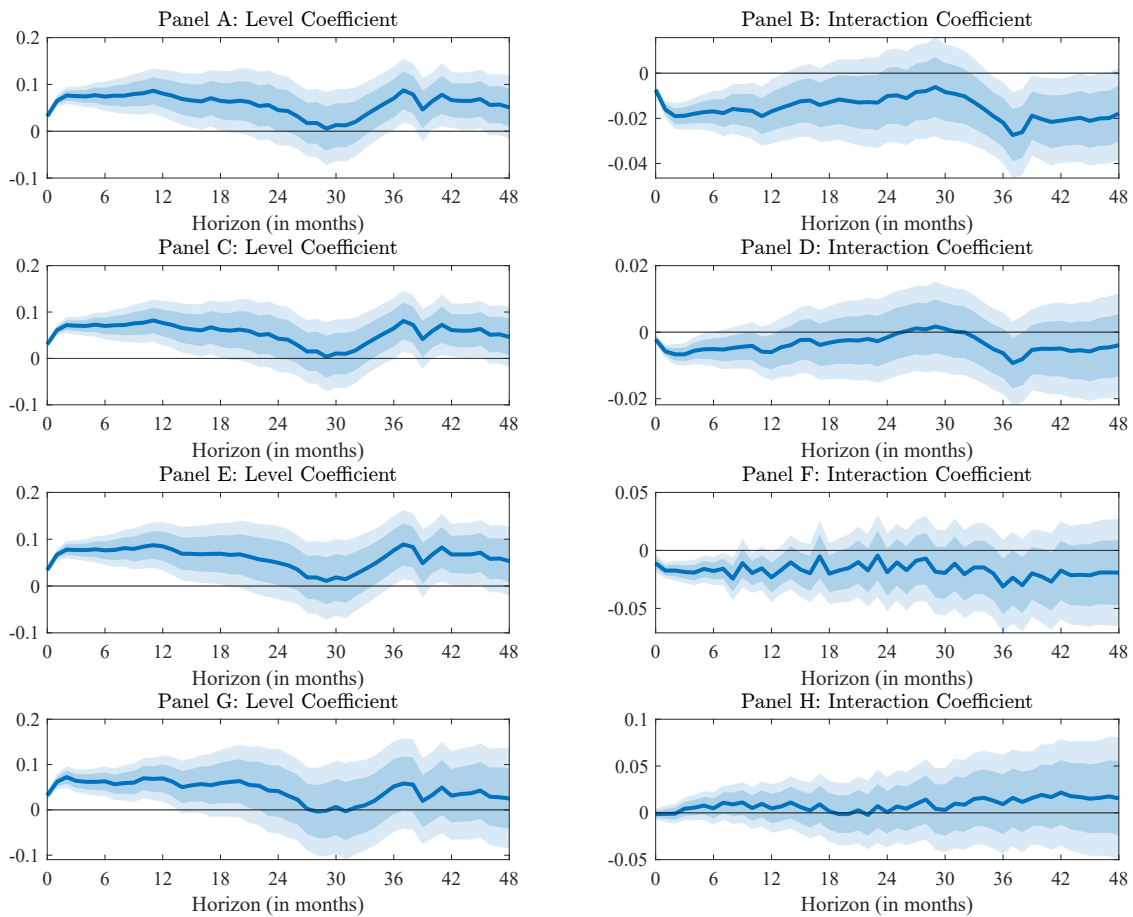 Panel A: Level Coefficient
0.2
0.1
0
-0.1
0 6 12 18 24 30 36 42 48
Horizon (in months)
Panel B: Interaction Coefficient
0
-0.02
-0.04
0 6 12 18 24 30 36 42 48
Horizon (in months)
Panel C: Level Coefficient
0.2
0.1
0
-0.1
0 6 12 18 24 30 36 42 48
Horizon (in months)
Panel D: Interaction Coefficient
0.02
0
-0.02
0 6 12 18 24 30 36 42 48
Horizon (in months)
Panel E: Level Coefficient
0.2
0.1
0
-0.1
0 6 12 18 24 30 36 42 48
Horizon (in months)
Panel F: Interaction Coefficient
0.05
0
-0.05
0 6 12 18 24 30 36 42 48
Horizon (in months)
Panel G: Level Coefficient
0.2
0.1
0
-0.1
0 6 12 18 24 30 36 42 48
Horizon (in months)
Panel H: Interaction Coefficient
0.1
0.05
0
-0.05
0 6 12 18 24 30 36 42 48
Horizon (in months)